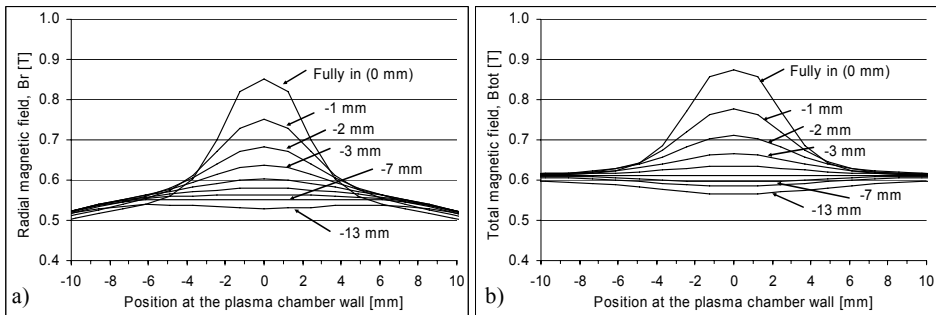 1.0
0.9
0.8
0.7
0.6
0.5
0.4
Radial magnetic field, Br [T]
Fully in (0 mm)
-1 mm
-2 mm
-3 mm
-7 mm
-13 mm
-10 -8 -6 -4 -2 0 2 4 6 8 10
Position at the plasma chamber wall [mm]
a)
1.0
0.9
0.8
0.7
0.6
0.5
0.4
Total magnetic field, Btot [T]
Fully in (0 mm)
-1 mm
-2 mm
-3 mm
-7 mm
-13 mm
-10 -8 -6 -4 -2 0 2 4 6 8 10
Position at the plasma chamber wall [mm]
b)